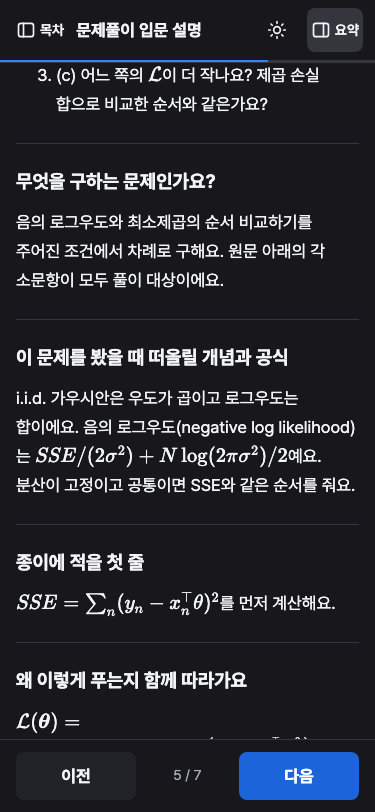 목차 문제풀이 입문 설명 요약
3. (c) 어느 쪽의 𝓛이 더 작나요? 제곱 손실
합으로 비교한 순서와 같은가요?
무엇을 구하는 문제인가요?
음의 로그우도와 최소제곱의 순서 비교하기를
주어진 조건에서 차례로 구해요. 원문 아래의 각
소문항이 모두 풀이 대상이에요.
이 문제를 봤을 때 떠올릴 개념과 공식
i.i.d. 가우시안은 우도가 곱이고 로그우도는
합이에요. 음의 로그우도(negative log likelihood)
는 SSE/(2σ²) + N log(2πσ²)/2예요.
분산이 고정이고 공통이면 SSE와 같은 순서를 줘요.
종이에 적을 첫 줄
SSE = ∑ₙ(yₙ − xₙ^⊤θ)²를 먼저 계산해요.
왜 이렇게 푸는지 함께 따라가요
𝓛(θ) =
이전 5 / 7 다음